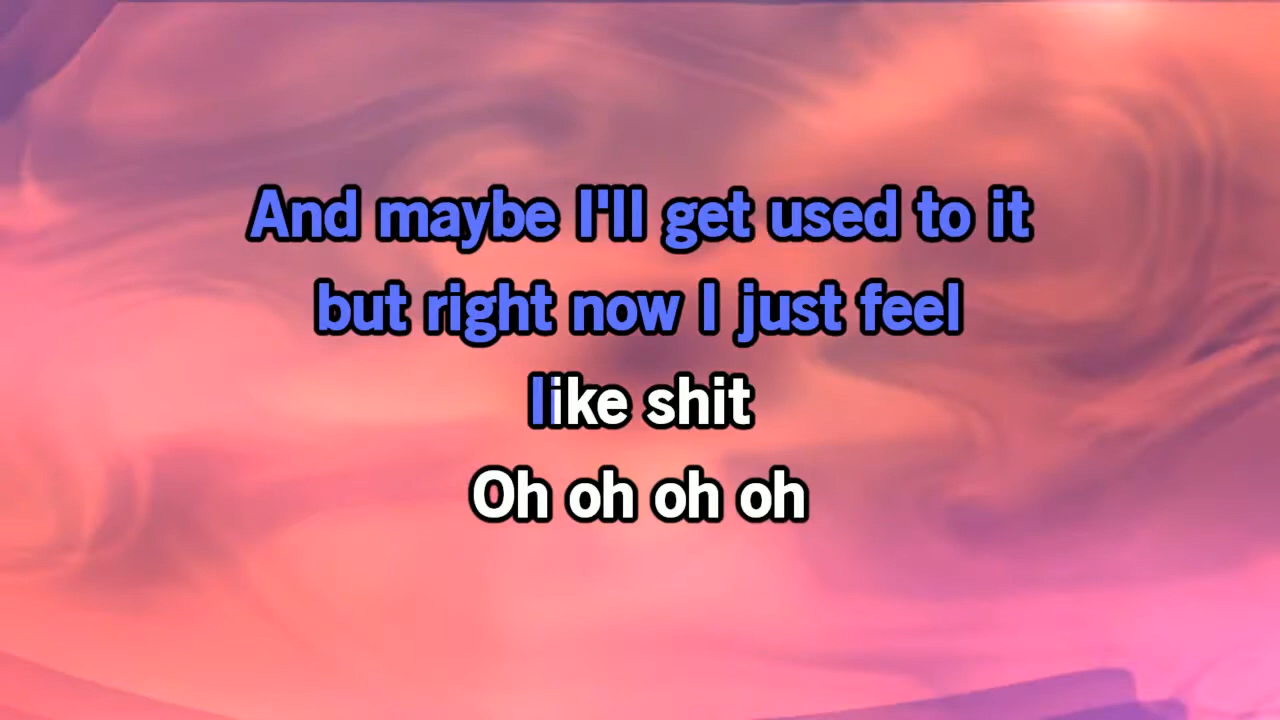 And maybe I'll get used to it
but right now I just feel
like shit
Oh oh oh oh